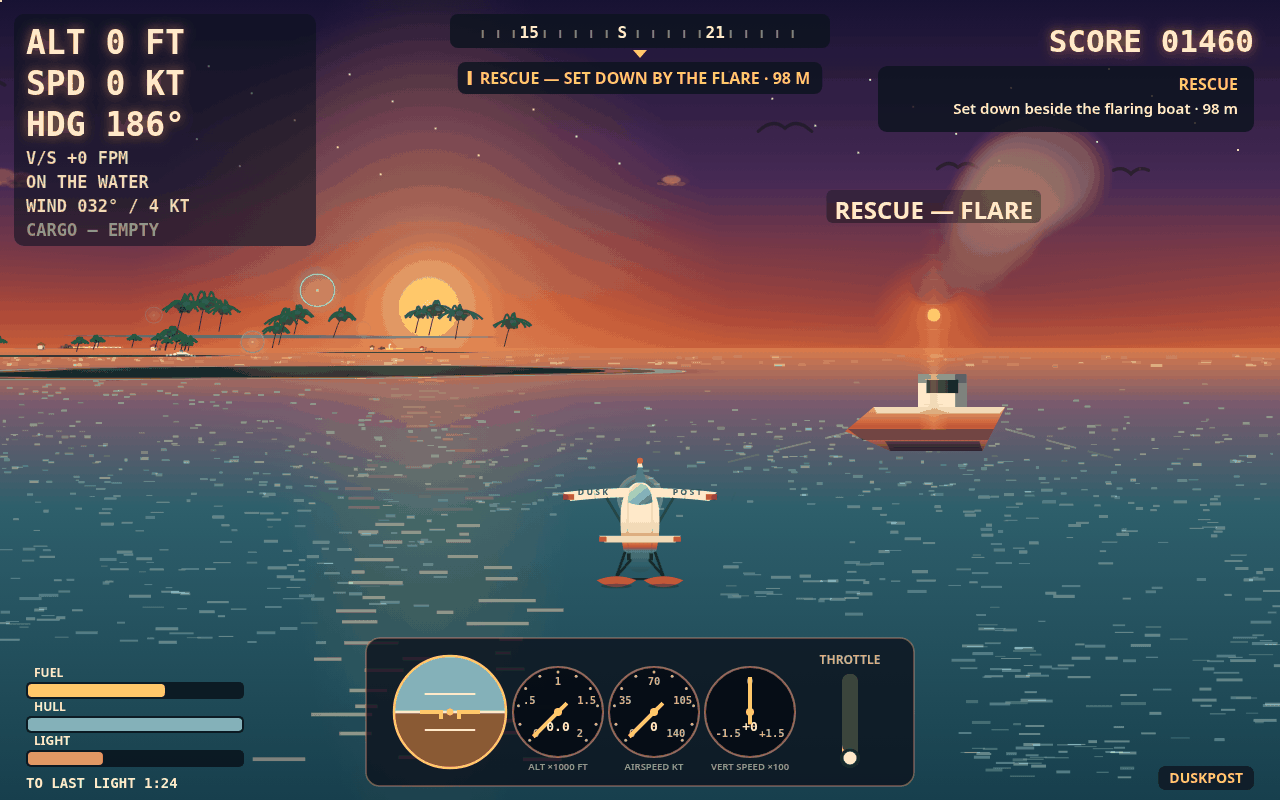 ALT 0 FT
SPD 0 KT
HDG 186°
V/S +0 FPM
ON THE WATER
WIND 032° / 4 KT
CARGO — EMPTY
15 S 21
RESCUE — SET DOWN BY THE FLARE · 98 M
SCORE 01460
RESCUE
Set down beside the flaring boat · 98 m
RESCUE — FLARE
DUSK POST
FUEL
HULL
LIGHT
TO LAST LIGHT 1:24
.5 1 1.5 2 0.0
ALT ×1000 FT
35 70 105 140 0
AIRSPEED KT
-1.5 +0 +1.5
VERT SPEED ×100
THROTTLE
DUSKPOST